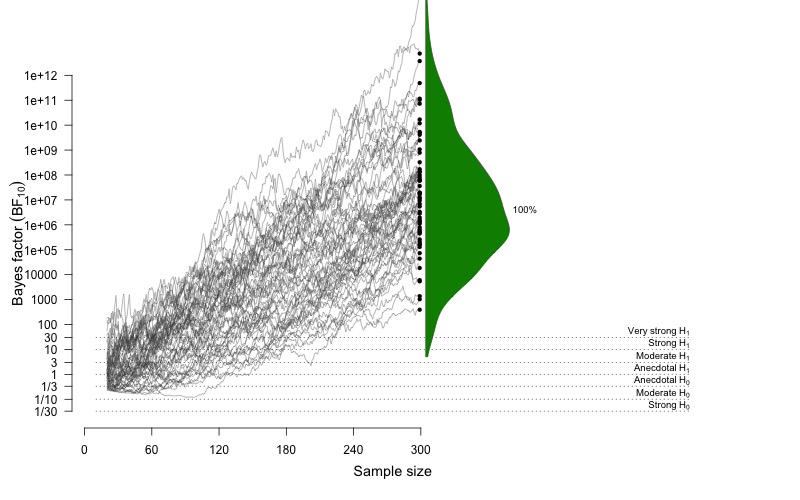 1e+12
1e+11
1e+10
1e+09
1e+08
1e+07
1e+06
1e+05
10000
1000
100
30
10
3
1
1/3
1/10
1/30
Bayes factor (BF10)
100%
Very strong H1
Strong H1
Moderate H1
Anecdotal H1
Anecdotal H0
Moderate H0
Strong H0
0 60 120 180 240 300
Sample size